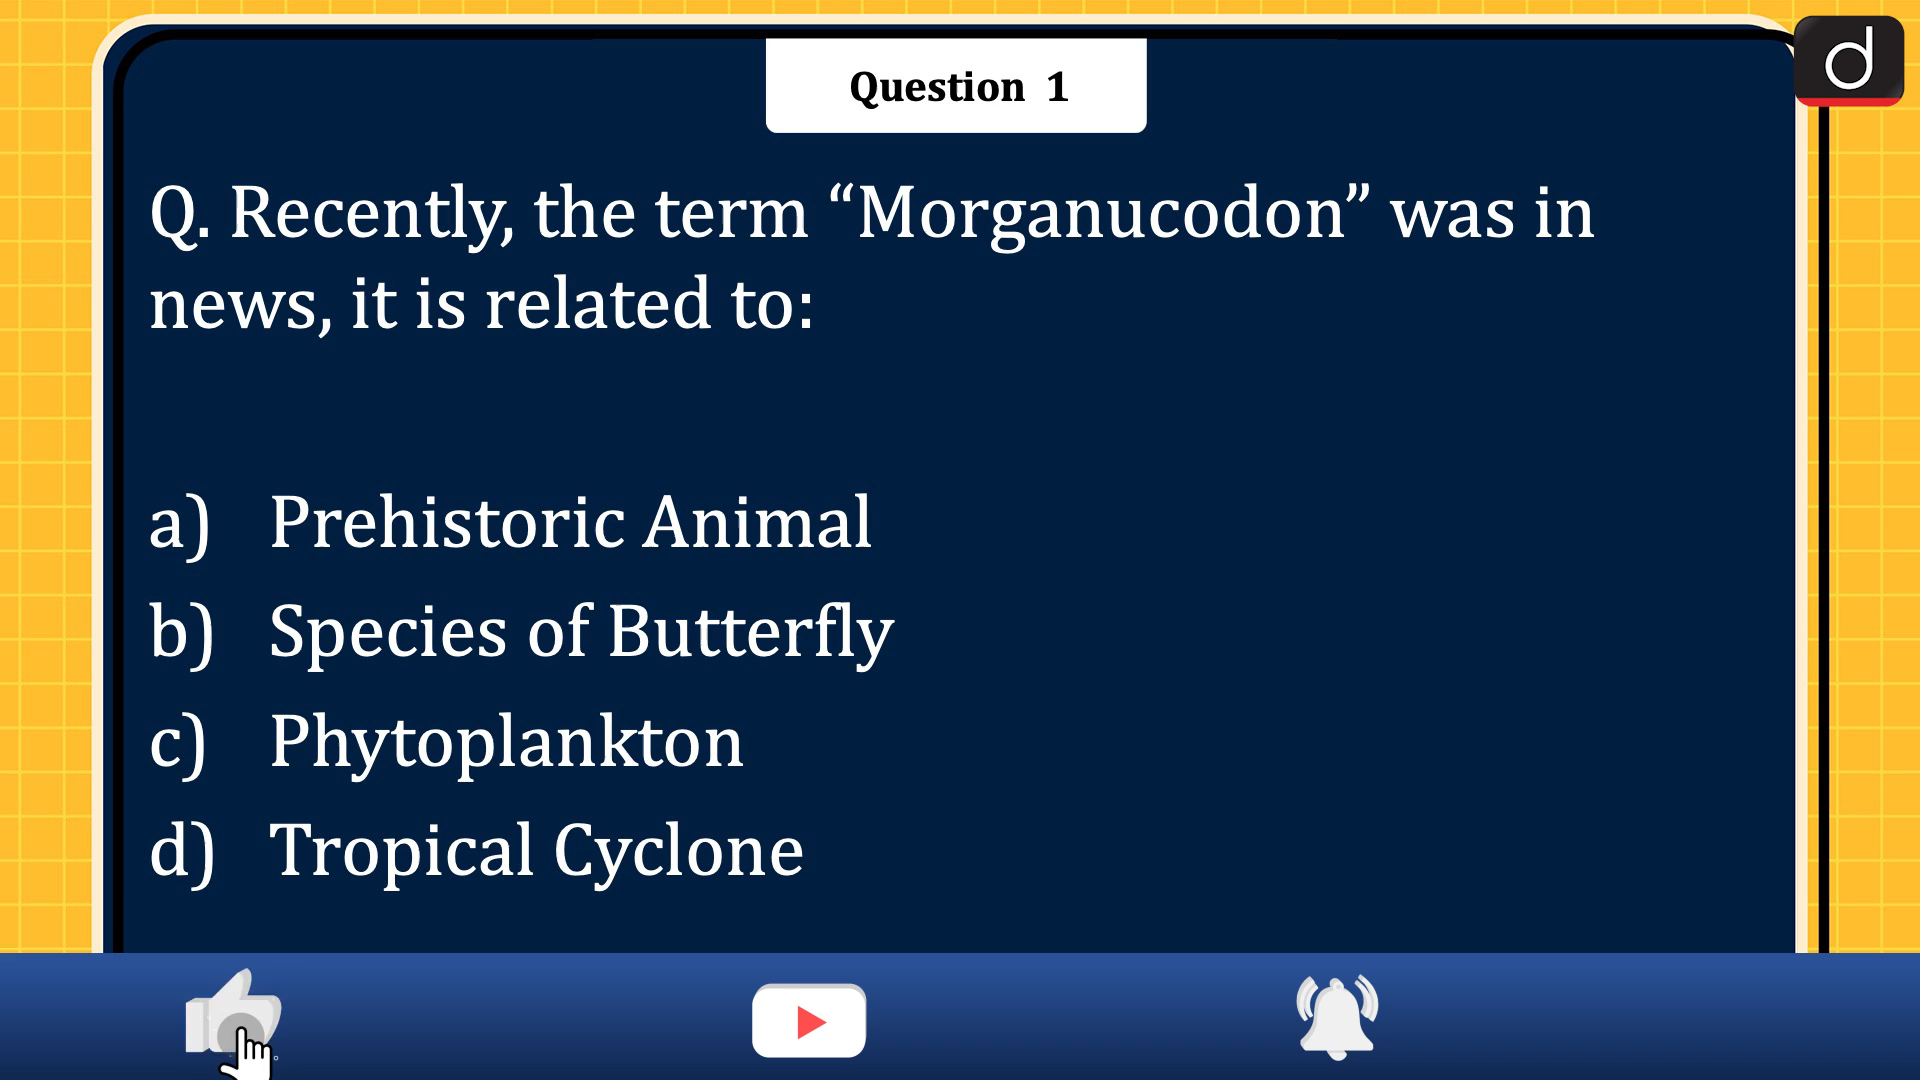 d
Question 1
Q. Recently, the term “Morganucodon” was in
news, it is related to:
a) Prehistoric Animal
b) Species of Butterfly
c) Phytoplankton
d) Tropical Cyclone